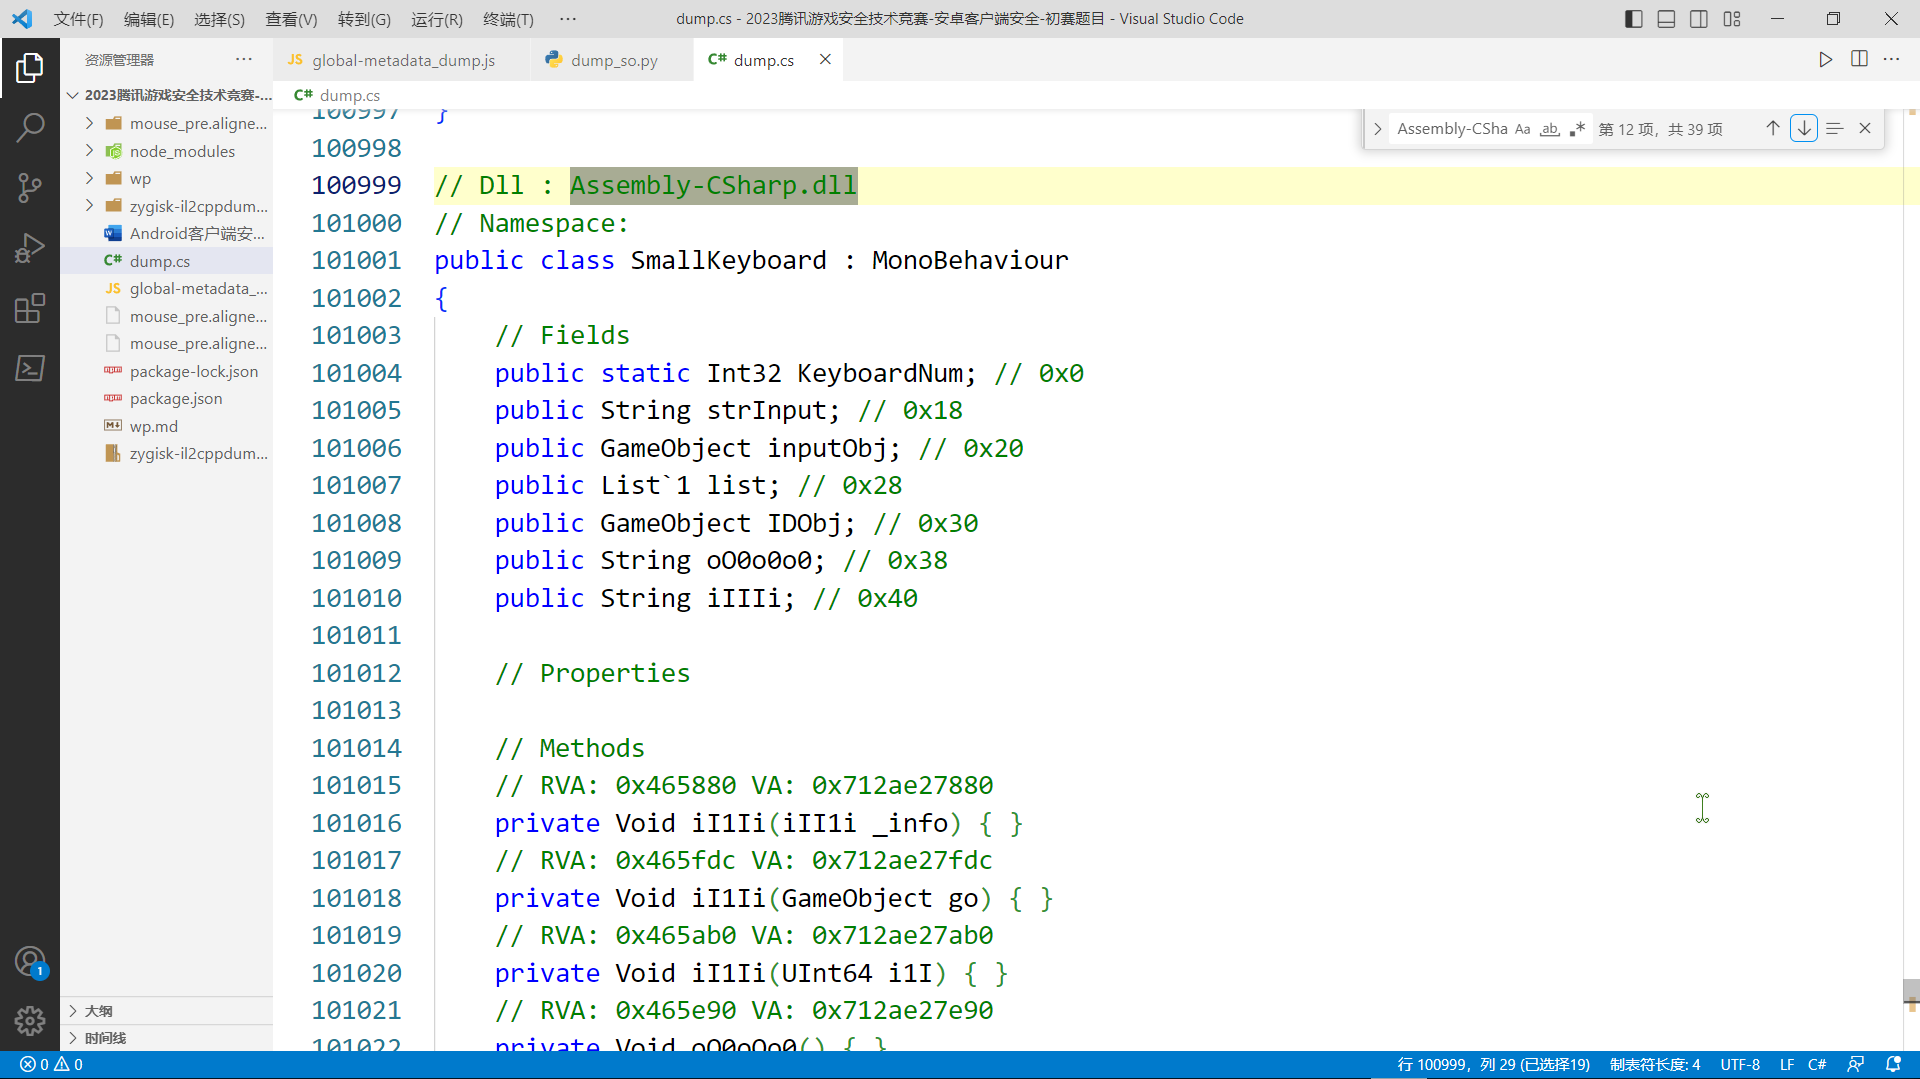 文件(F) 编辑(E) 选择(S) 查看(V) 转到(G) 运行(R) 终端(T) ··· dump.cs - 2023腾讯游戏安全技术竞赛-安卓客户端安全-初赛题目 - Visual Studio Code
资源管理器 ···
JS global-metadata_dump.js dump_so.py C# dump.cs
C# dump.cs
2023腾讯游戏安全技术竞赛-...
mouse_pre.aligne...
node_modules
wp
zygisk-il2cppdum...
Android客户端安...
C# dump.cs
JS global-metadata_...
mouse_pre.aligne...
mouse_pre.aligne...
package-lock.json
package.json
wp.md
zygisk-il2cppdum...
大纲
时间线
Assembly-CSha Aa ab .* 第 12 项，共 39 项
100997 }
100998
100999 // Dll : Assembly-CSharp.dll
101000 // Namespace:
101001 public class SmallKeyboard : MonoBehaviour
101002 {
101003 // Fields
101004 public static Int32 KeyboardNum; // 0x0
101005 public String strInput; // 0x18
101006 public GameObject inputObj; // 0x20
101007 public List`1 list; // 0x28
101008 public GameObject IDObj; // 0x30
101009 public String oO0o0o0; // 0x38
101010 public String iIIIi; // 0x40
101011
101012 // Properties
101013
101014 // Methods
101015 // RVA: 0x465880 VA: 0x712ae27880
101016 private Void iI1Ii(iII1i _info) { }
101017 // RVA: 0x465fdc VA: 0x712ae27fdc
101018 private Void iI1Ii(GameObject go) { }
101019 // RVA: 0x465ab0 VA: 0x712ae27ab0
101020 private Void iI1Ii(UInt64 i1I) { }
101021 // RVA: 0x465e90 VA: 0x712ae27e90
101022 private Void oO0oOo0() { }
1
0 0 行 100999，列 29 (已选择19) 制表符长度: 4 UTF-8 LF C#